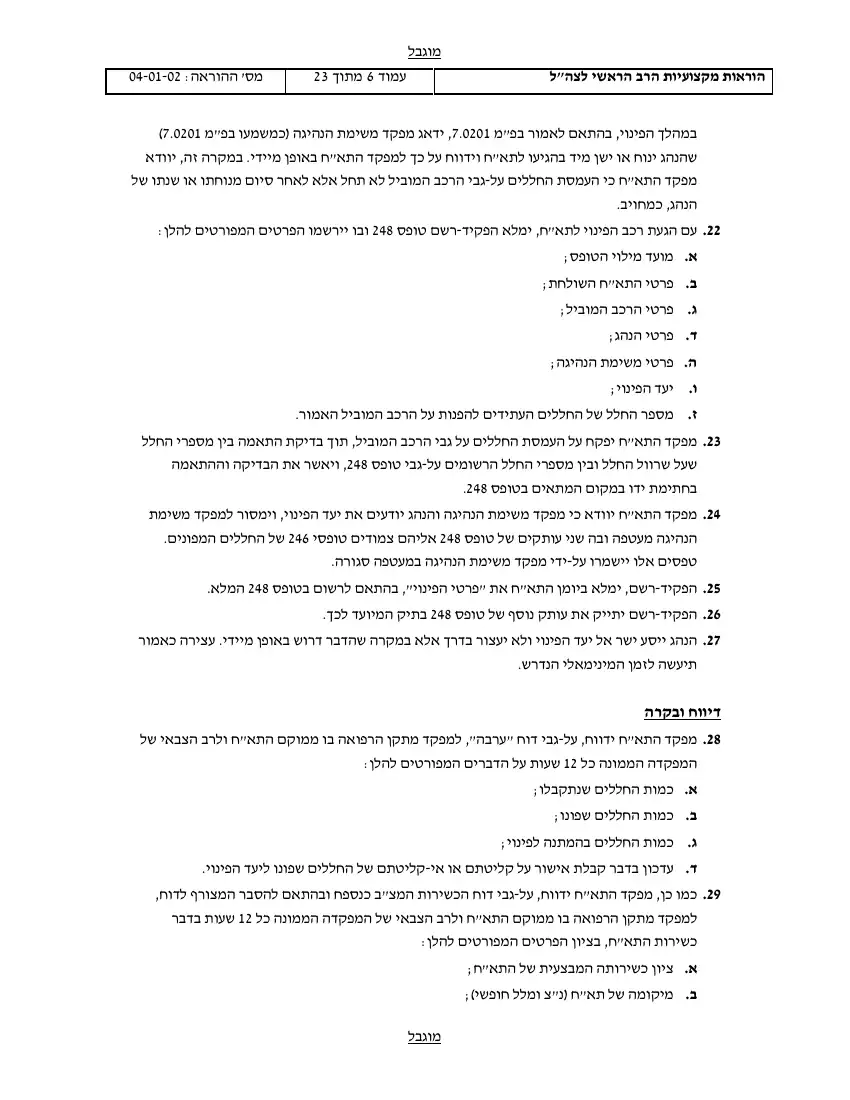 מוגבל
הוראות מקצועיות הרב הראשי לצה״ל עמוד 6 מתוך 23 מס׳ ההוראה: 04-01-02
במהלך הפינוי, בהתאם לאמור בפ״מ 7.0201, ידאג מפקד משימת הנהיגה (כמשמעו בפ״מ 7.0201)
שהנהג ינוח או ישן מיד בהגיעו לתא״ח וידווח על כך למפקד התא״ח באופן מיידי. במקרה זה, יוודא
מפקד התא״ח כי העמסת החללים על-גבי הרכב המוביל לא תחל אלא לאחר סיום מנוחתו או שנתו של
הנהג, כמחויב.
22. עם הגעת רכב הפינוי לתא״ח, ימלא הפקיד-רשם טופס 248 ובו יירשמו הפרטים המפורטים להלן:
א. מועד מילוי הטופס;
ב. פרטי התא״ח השולחת;
ג. פרטי הרכב המוביל;
ד. פרטי הנהג;
ה. פרטי משימת הנהיגה;
ו. יעד הפינוי;
ז. מספר החלל של החללים העתידים להפנות על הרכב המוביל האמור.
23. מפקד התא״ח יפקח על העמסת החללים על גבי הרכב המוביל, תוך בדיקת התאמה בין מספרי החלל
שעל שרוול החלל ובין מספרי החלל הרשומים על-גבי טופס 248, ויאשר את הבדיקה וההתאמה
בחתימת ידו במקום המתאים בטופס 248.
24. מפקד התא״ח יוודא כי מפקד משימת הנהיגה והנהג יודעים את יעד הפינוי, וימסור למפקד משימת
הנהיגה מעטפה ובה שני עותקים של טופס 248 אליהם צמודים טופסי 246 של החללים המפונים.
טפסים אלו יישמרו על-ידי מפקד משימת הנהיגה במעטפה סגורה.
25. הפקיד-רשם, ימלא ביומן התא״ח את ״פרטי הפינוי״, בהתאם לרשום בטופס 248 המלא.
26. הפקיד-רשם יתייק את עותק נוסף של טופס 248 בתיק המיועד לכך.
27. הנהג ייסע ישר אל יעד הפינוי ולא יעצור בדרך אלא במקרה שהדבר דרוש באופן מיידי. עצירה כאמור
תיעשה לזמן המינימאלי הנדרש.
דיווח ובקרה
28. מפקד התא״ח ידווח, על-גבי דוח ״ערבה״, למפקד מתקן הרפואה בו ממוקם התא״ח ולרב הצבאי של
המפקדה הממונה כל 12 שעות על הדברים המפורטים להלן:
א. כמות החללים שנתקבלו;
ב. כמות החללים שפונו;
ג. כמות החללים בהמתנה לפינוי;
ד. עדכון בדבר קבלת אישור על קליטתם או אי-קליטתם של החללים שפונו ליעד הפינוי.
29. כמו כן, מפקד התא״ח ידווח, על-גבי דוח הכשירות המצ״ב כנספח ובהתאם להסבר המצורף לדוח,
למפקד מתקן הרפואה בו ממוקם התא״ח ולרב הצבאי של המפקדה הממונה כל 12 שעות בדבר
כשירות התא״ח, בציון הפרטים המפורטים להלן:
א. ציון כשירותה המבצעית של התא״ח;
ב. מיקומה של תא״ח (נ״צ ומלל חופשי);
מוגבל